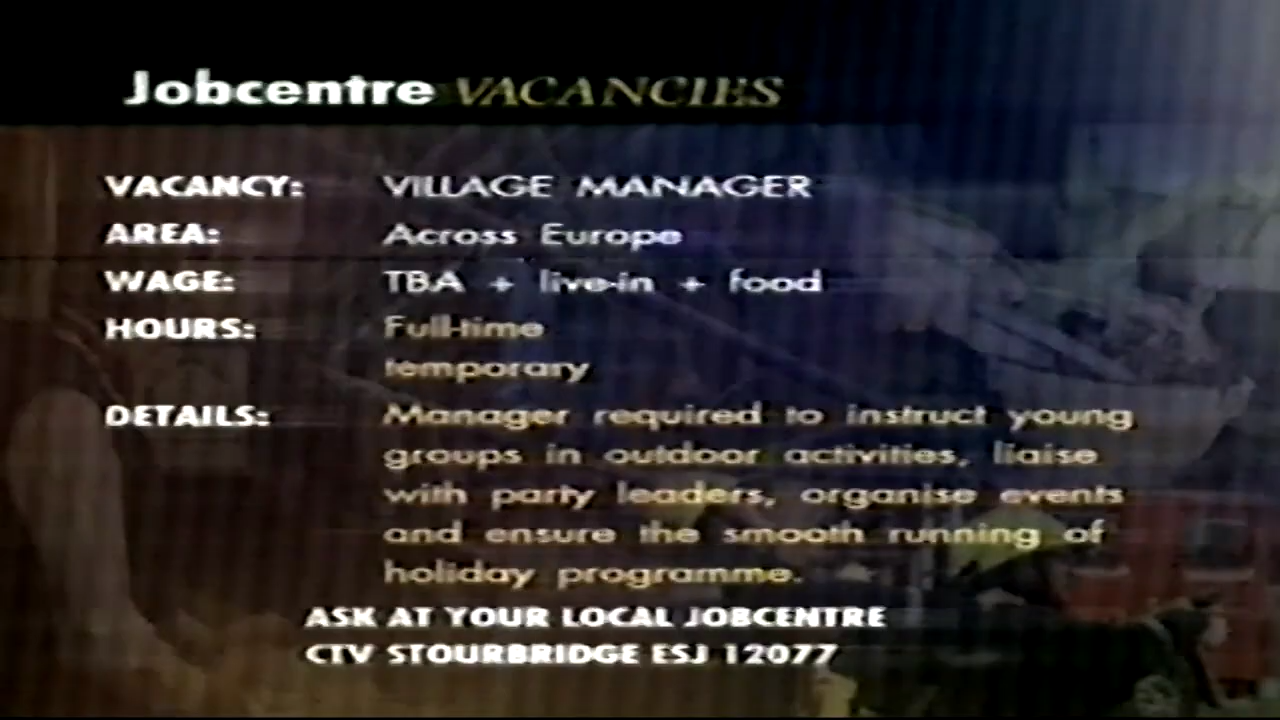 Jobcentre VACANCIES
VACANCY: VILLAGE MANAGER
AREA: Across Europe
WAGE: TBA + live-in + food
HOURS: Full-time
temporary
DETAILS: Manager required to instruct young
groups in outdoor activities, liaise
with party leaders, organise events
and ensure the smooth running of
holiday programme.
ASK AT YOUR LOCAL JOBCENTRE
CTV STOURBRIDGE ESJ 12077